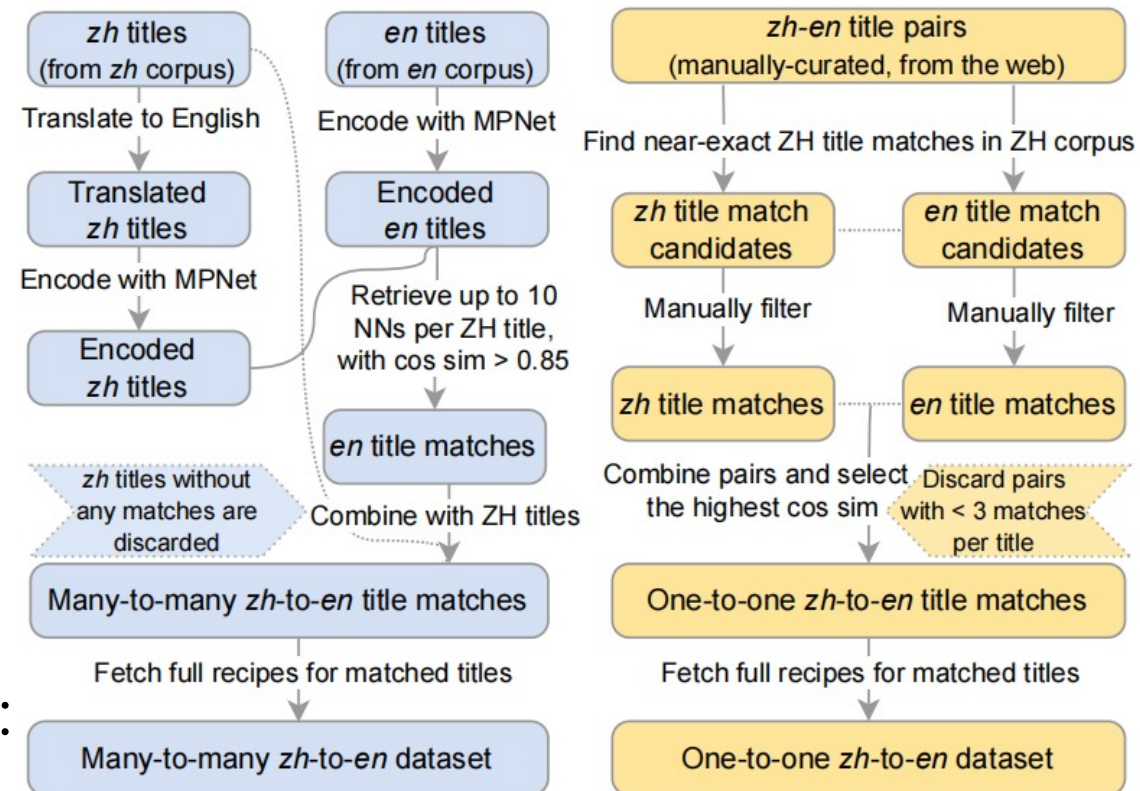 zh titles
(from zh corpus)
Translate to English
Translated
zh titles
Encode with MPNet
Encoded
zh titles
en titles
(from en corpus)
Encode with MPNet
Encoded
en titles
Retrieve up to 10
NNs per ZH title,
with cos sim > 0.85
en title matches
zh titles without
any matches are
discarded
Combine with ZH titles
Many-to-many zh-to-en title matches
Fetch full recipes for matched titles
Many-to-many zh-to-en dataset
zh-en title pairs
(manually-curated, from the web)
Find near-exact ZH title matches in ZH corpus
zh title match
candidates
en title match
candidates
Manually filter
Manually filter
zh title matches
en title matches
Combine pairs and select
the highest cos sim
Discard pairs
with < 3 matches
per title
One-to-one zh-to-en title matches
Fetch full recipes for matched titles
One-to-one zh-to-en dataset